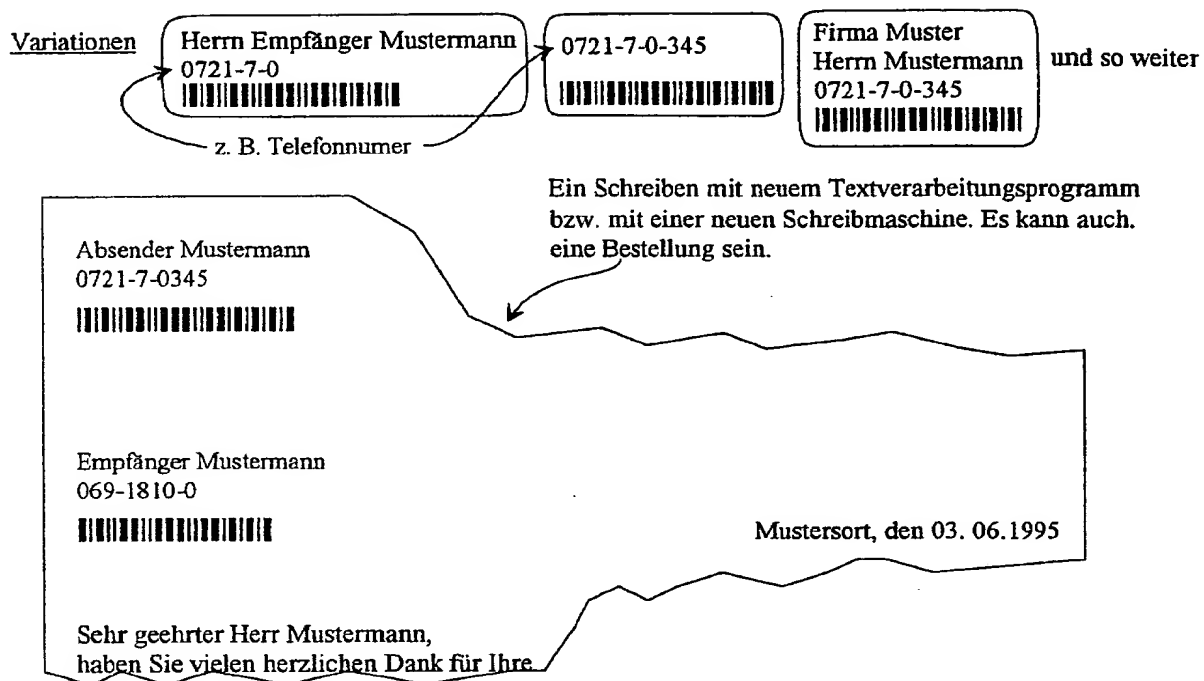 Variationen
Herrn Empfänger Mustermann
0721-7-0
0721-7-0-345
Firma Muster
Herrn Mustermann
0721-7-0-345
und so weiter
z. B. Telefonnumer
Ein Schreiben mit neuem Textverarbeitungsprogramm
bzw. mit einer neuen Schreibmaschine. Es kann auch.
eine Bestellung sein.
Absender Mustermann
0721-7-0345
Empfänger Mustermann
069-1810-0
Mustersort, den 03. 06.1995
Sehr geehrter Herr Mustermann,
haben Sie vielen herzlichen Dank für Ihre